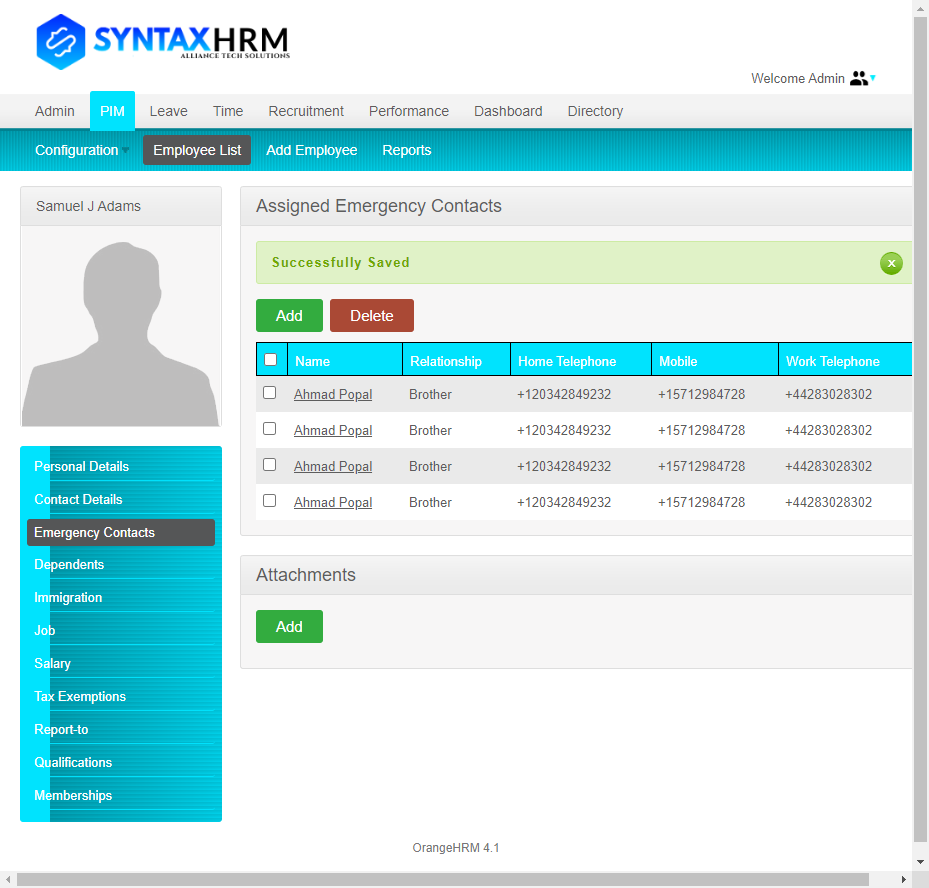 SYNTAXHRM
ALLIANCE TECH SOLUTIONS
Welcome Admin
Admin PIM Leave Time Recruitment Performance Dashboard Directory
Configuration Employee List Add Employee Reports
Samuel J Adams
Assigned Emergency Contacts
Successfully Saved
Add Delete
Name Relationship Home Telephone Mobile Work Telephone
Ahmad Popal Brother +120342849232 +15712984728 +44283028302
Ahmad Popal Brother +120342849232 +15712984728 +44283028302
Ahmad Popal Brother +120342849232 +15712984728 +44283028302
Ahmad Popal Brother +120342849232 +15712984728 +44283028302
Personal Details
Contact Details
Emergency Contacts
Dependents
Immigration
Job
Salary
Tax Exemptions
Report-to
Qualifications
Memberships
Attachments
Add
OrangeHRM 4.1